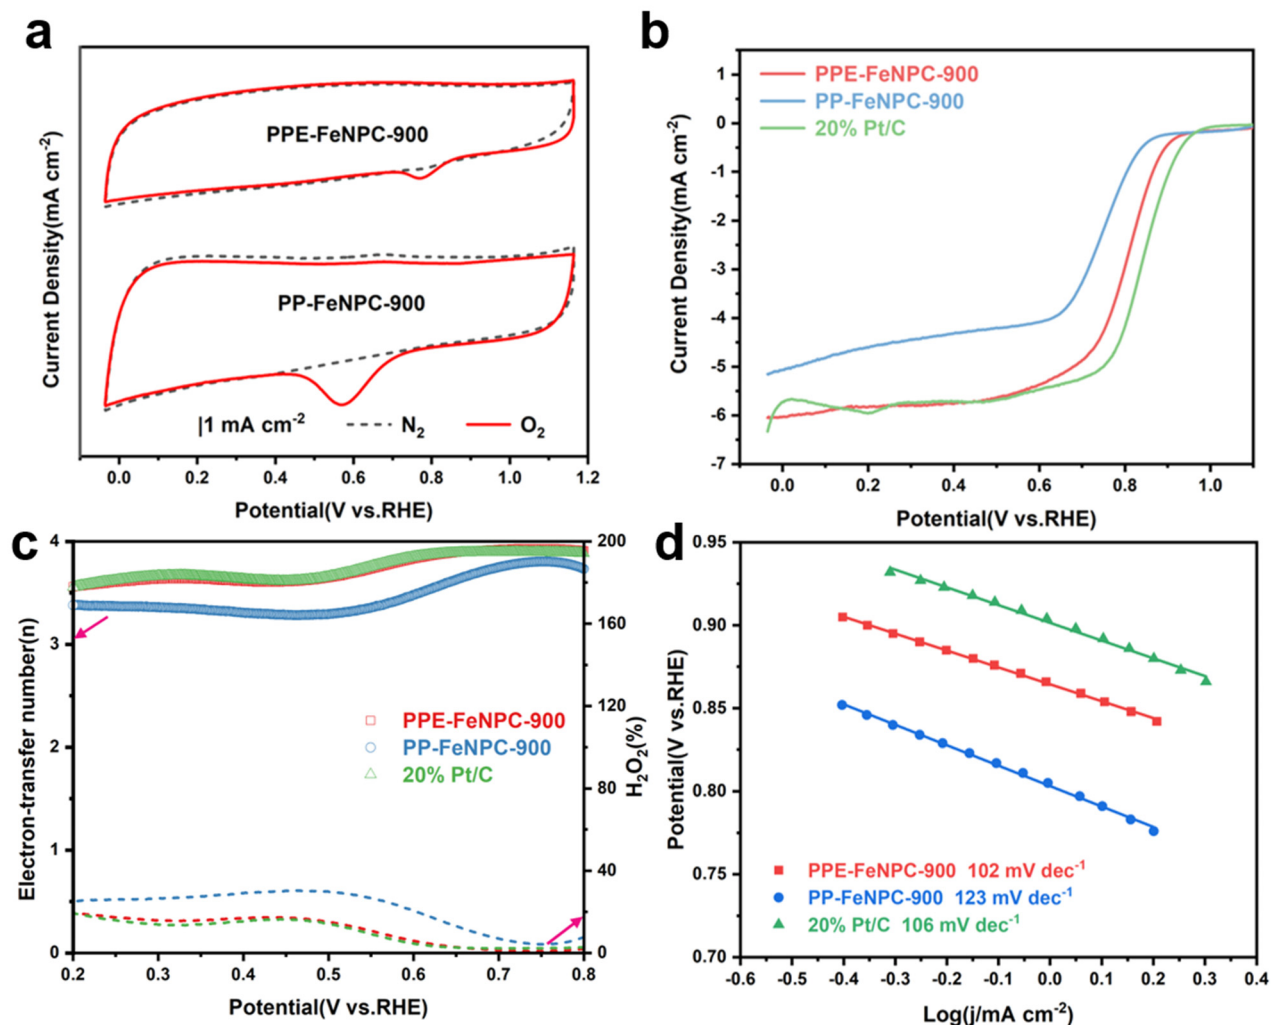 a
Current Density(mA cm-2)
PPE-FeNPC-900
PP-FeNPC-900
|1 mA cm-2
N2
O2
0.0 0.2 0.4 0.6 0.8 1.0 1.2
Potential(V vs.RHE)
b
Current Density(mA cm-2)
1
0
-1
-2
-3
-4
-5
-6
-7
PPE-FeNPC-900
PP-FeNPC-900
20% Pt/C
0.0 0.2 0.4 0.6 0.8 1.0
Potential(V vs.RHE)
c
Electron-transfer number(n)
4
3
2
1
0
PPE-FeNPC-900
PP-FeNPC-900
20% Pt/C
200
160
120
80
40
0
H2O2(%)
0.2 0.3 0.4 0.5 0.6 0.7 0.8
Potential(V vs.RHE)
d
Potential(V vs.RHE)
0.95
0.90
0.85
0.80
0.75
0.70
PPE-FeNPC-900 102 mV dec-1
PP-FeNPC-900 123 mV dec-1
20% Pt/C 106 mV dec-1
-0.6 -0.5 -0.4 -0.3 -0.2 -0.1 0.0 0.1 0.2 0.3 0.4
Log(j/mA cm-2)